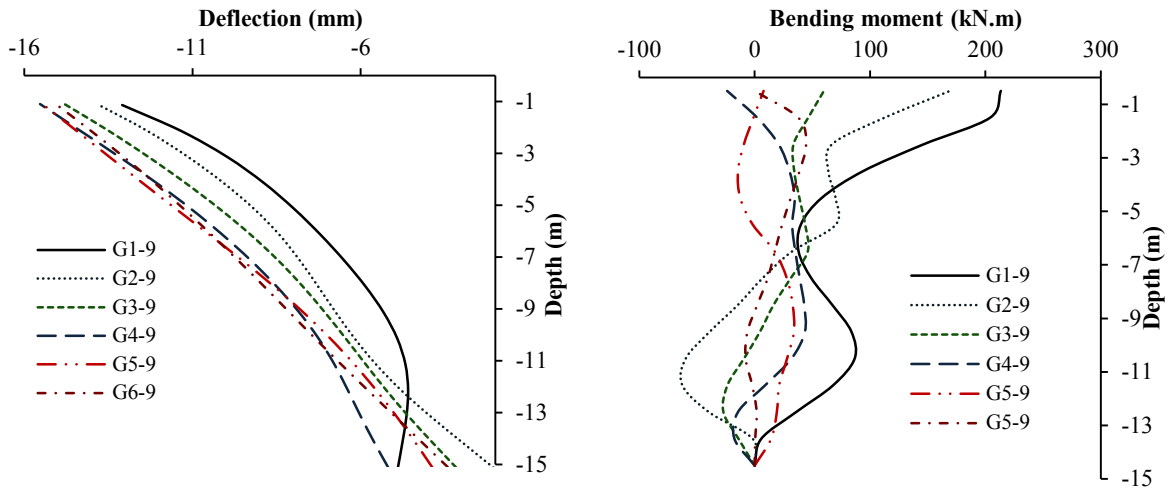 Deflection (mm)
-16
-11
-6
-1
-3
-5
-7
-9
-11
-13
-15
Depth (m)
G1-9
G2-9
G3-9
G4-9
G5-9
G6-9
Bending moment (kN.m)
-100
0
100
200
300
-1
-3
-5
-7
-9
-11
-13
-15
Depth (m)
G1-9
G2-9
G3-9
G4-9
G5-9
G5-9